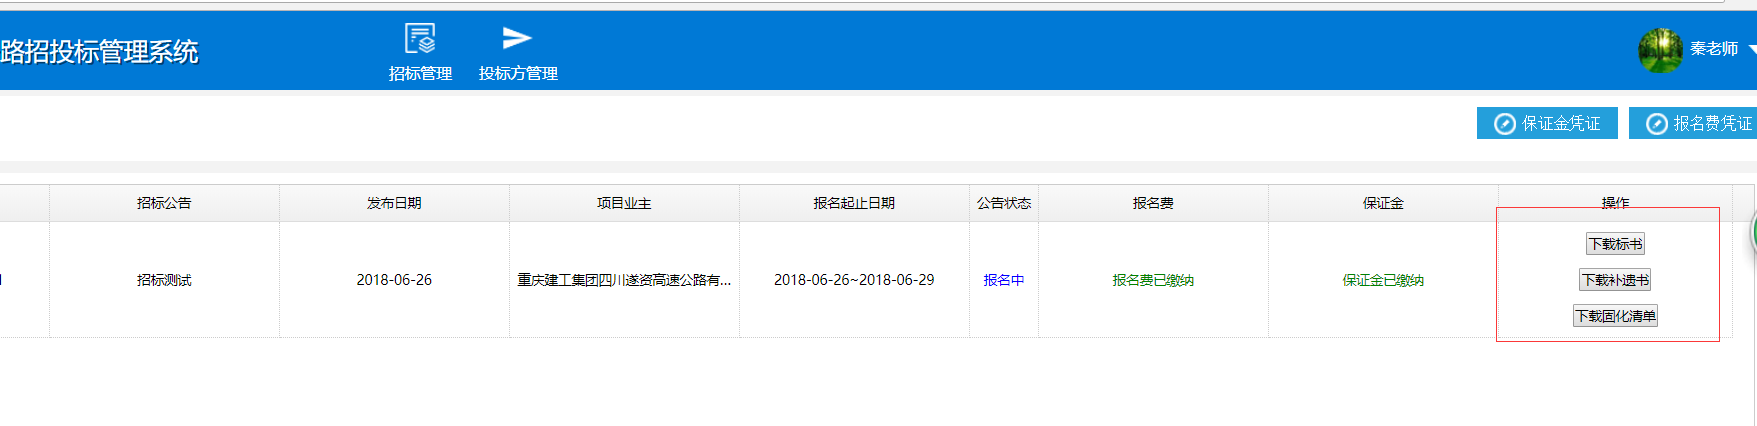 路招投标管理系统
招标管理
投标方管理
秦老师
保证金凭证
报名费凭证
招标公告
发布日期
项目业主
报名起止日期
公告状态
报名费
保证金
操作
招标测试
2018-06-26
重庆建工集团四川遂资高速公路有...
2018-06-26~2018-06-29
报名中
报名费已缴纳
保证金已缴纳
下载标书
下载补遗书
下载固化清单